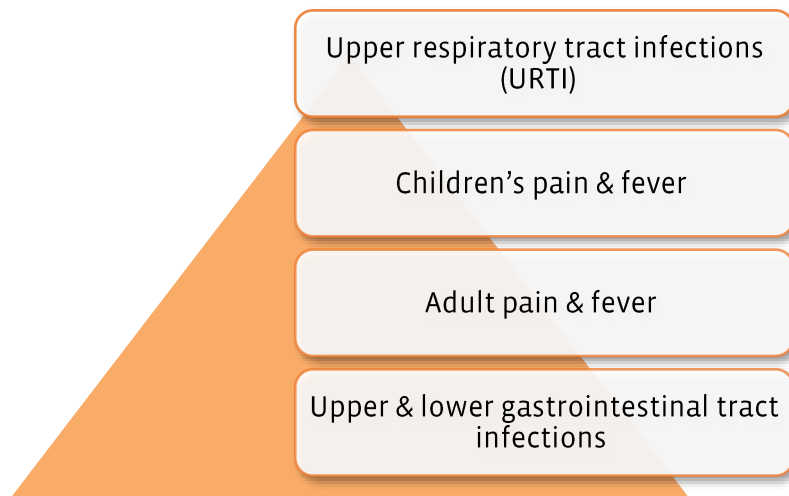 Upper respiratory tract infections
(URTI)
Children’s pain & fever
Adult pain & fever
Upper & lower gastrointestinal tract
infections